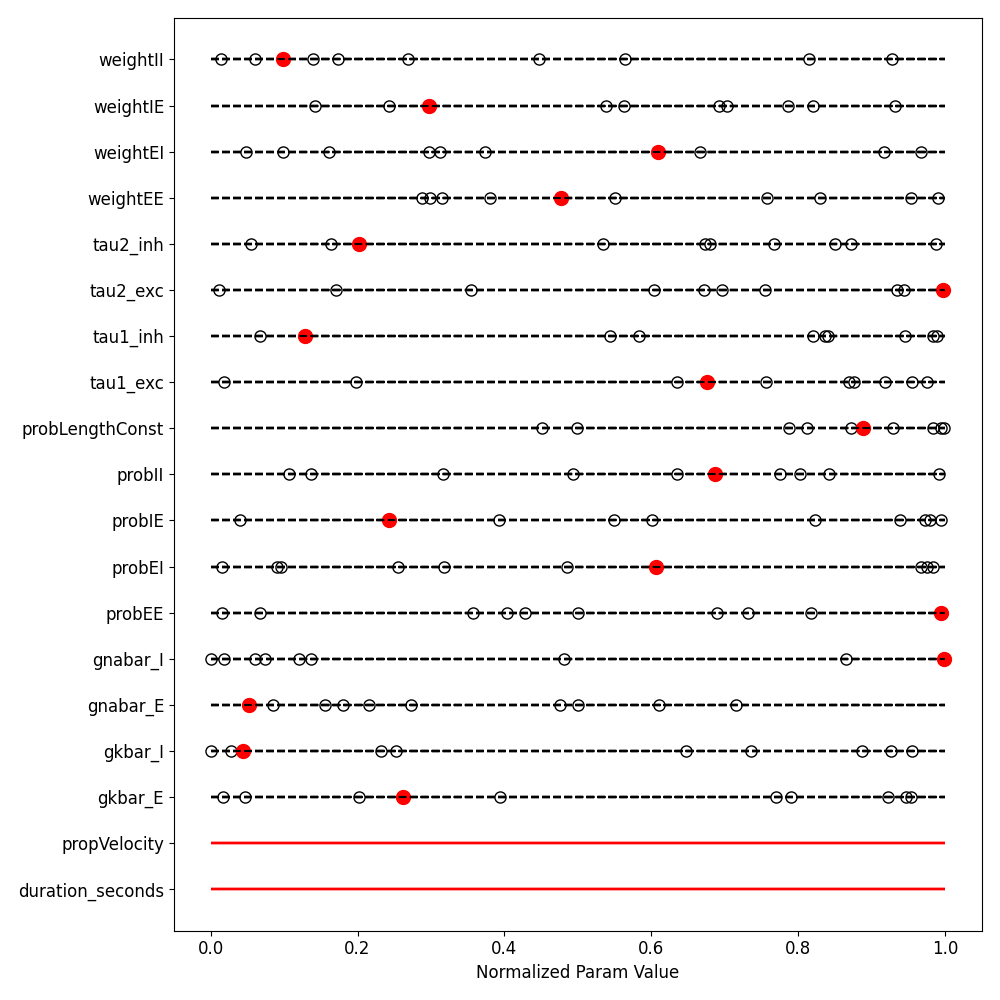 weightII
weightIE
weightEI
weightEE
tau2_inh
tau2_exc
tau1_inh
tau1_exc
probLengthConst
probII
probIE
probEI
probEE
gnabar_I
gnabar_E
gkbar_I
gkbar_E
propVelocity
duration_seconds
0.0 0.2 0.4 0.6 0.8 1.0
Normalized Param Value